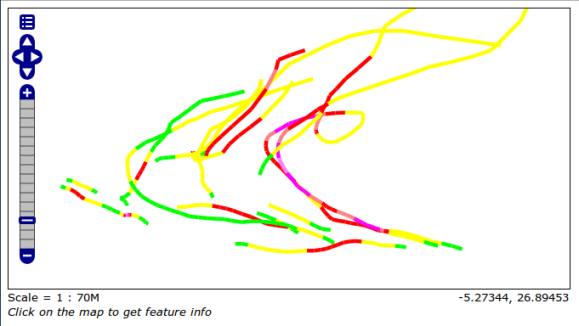 Scale = 1 : 70M
-5.27344, 26.89453
Click on the map to get feature info